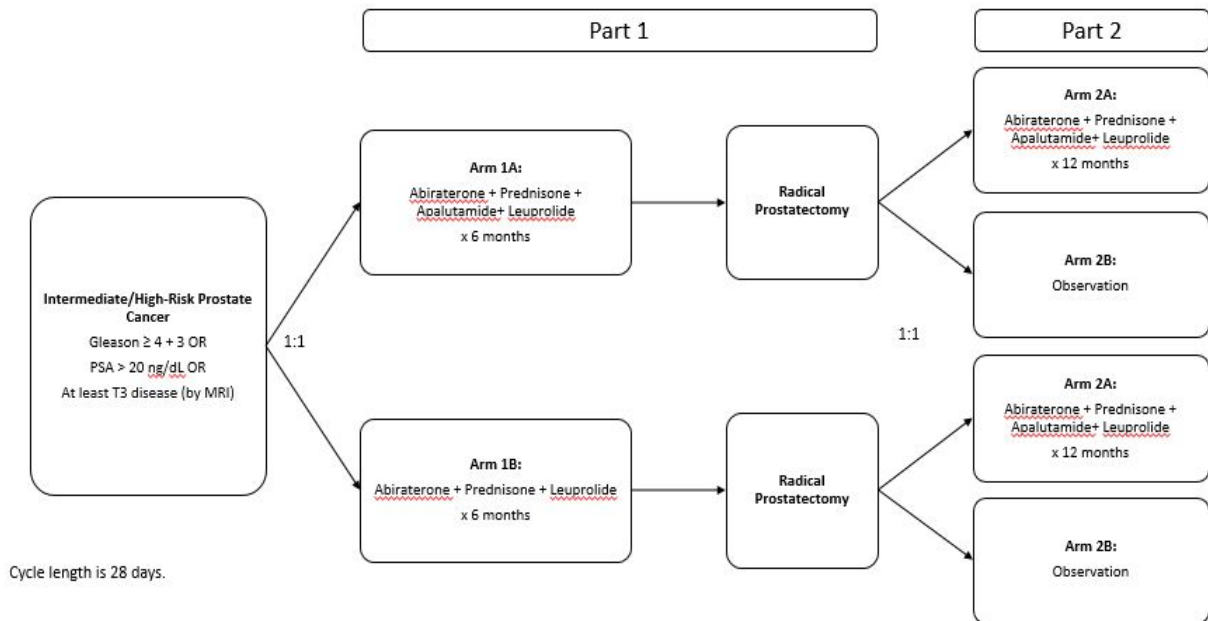 Part 1
Part 2
Intermediate/High-Risk Prostate
Cancer
Gleason ≥ 4 + 3 OR
PSA > 20 ng/dL OR
At least T3 disease (by MRI)
1:1
Arm 1A:
Abiraterone + Prednisone +
Apalutamide+ Leuprolide
x 6 months
Radical
Prostatectomy
Arm 2A:
Abiraterone + Prednisone +
Apalutamide+ Leuprolide
x 12 months
Arm 2B:
Observation
1:1
Arm 1B:
Abiraterone + Prednisone + Leuprolide
x 6 months
Radical
Prostatectomy
Arm 2A:
Abiraterone + Prednisone +
Apalutamide+ Leuprolide
x 12 months
Arm 2B:
Observation
Cycle length is 28 days.